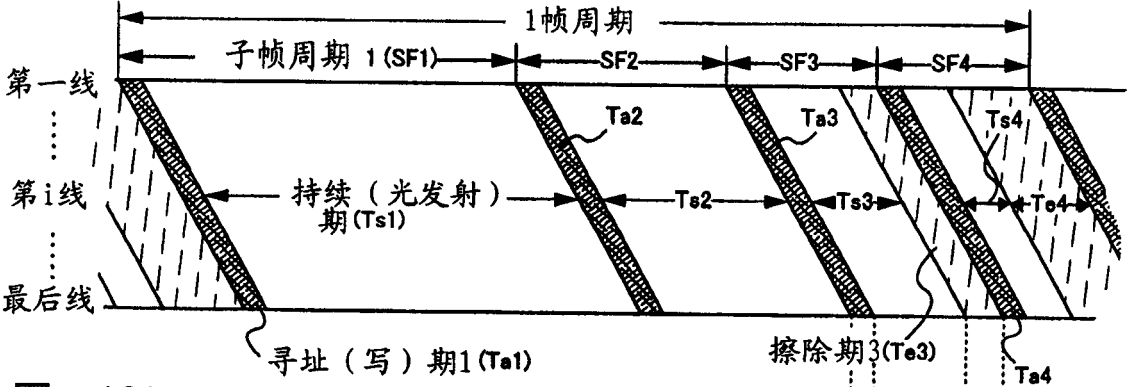 1帧周期
子帧周期 1(SF1) SF2 SF3 SF4
第一线
Ta2 Ta3 Ts4
第i线
持续（光发射）
期(Ts1)
Ts2 Ts3 Te4
最后线
寻址（写）期1(Ta1)
擦除期3(Te3)
Ta4